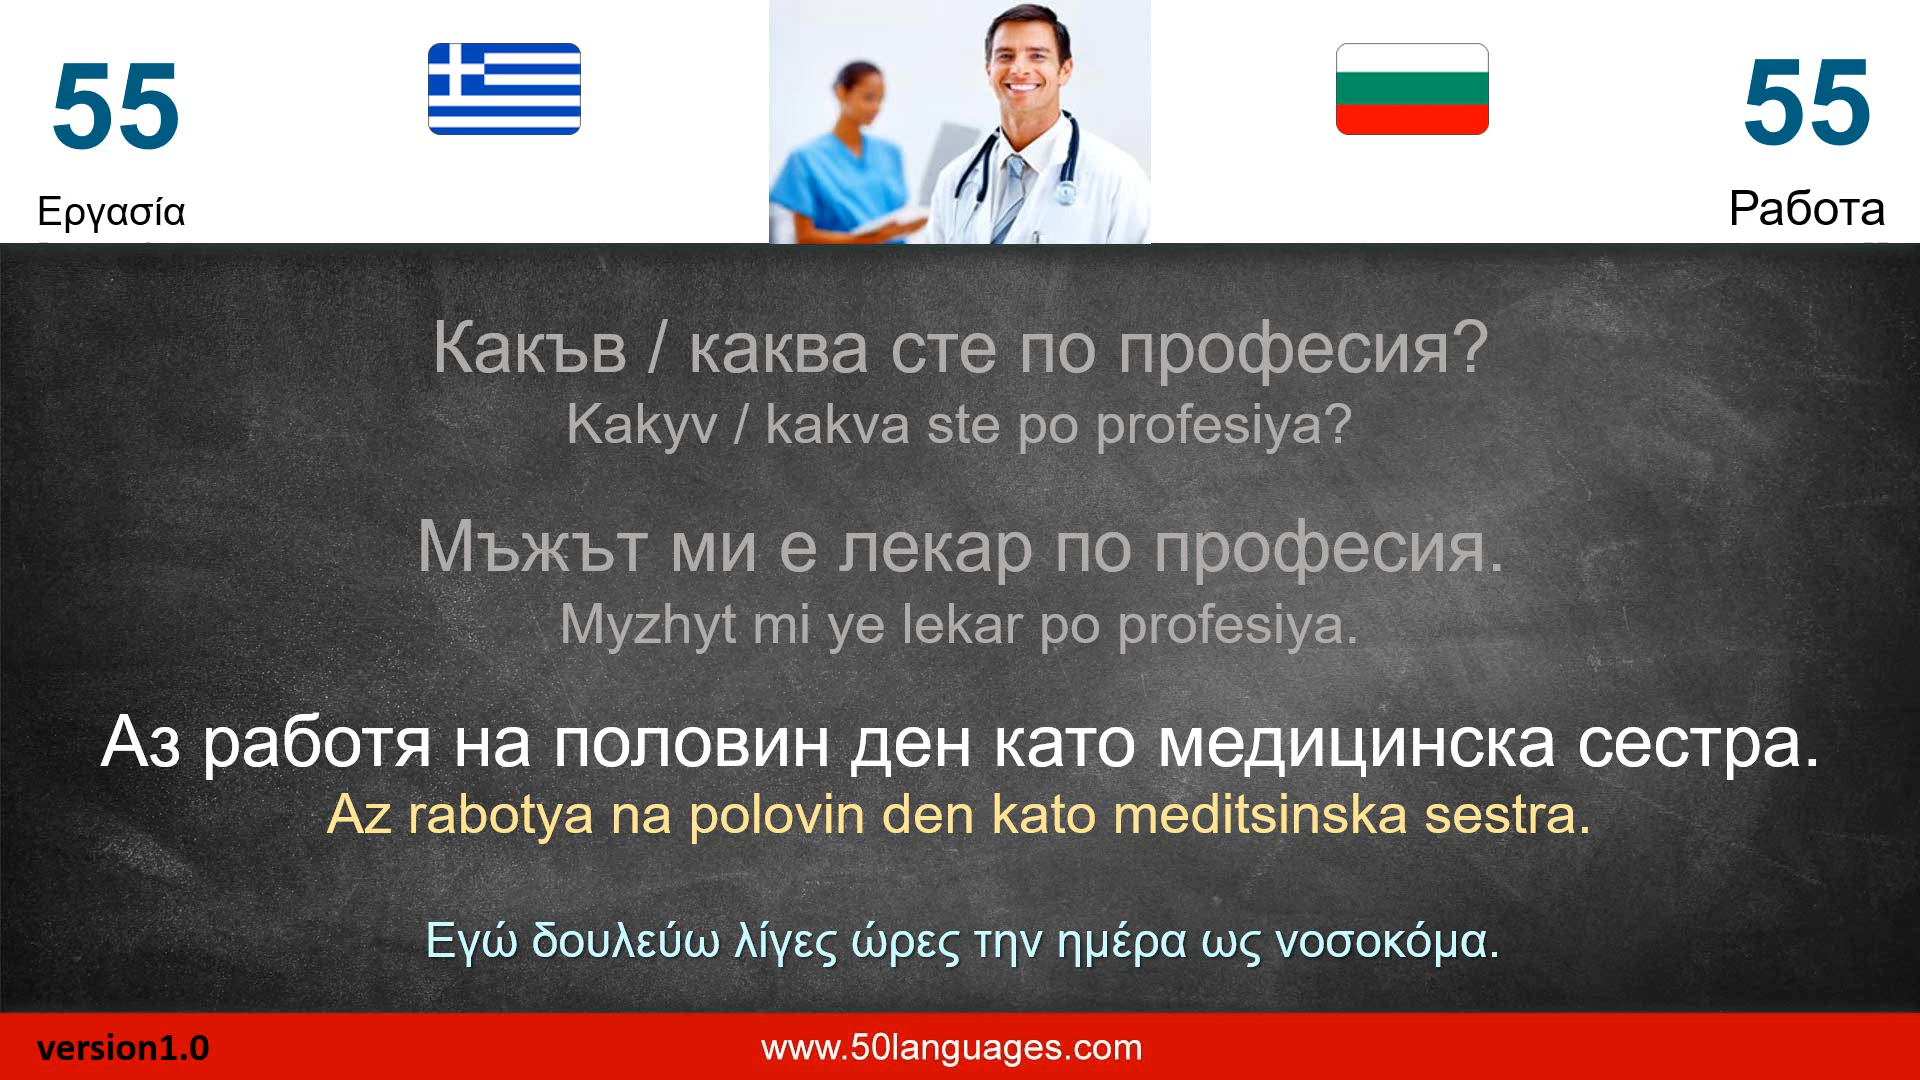 55
55
Εργασία
Работа
Какъв / каква сте по професия?
Kakyv / kakva ste po profesiya?
Мъжът ми е лекар по професия.
Myzhyt mi ye lekar po profesiya.
Аз работя на половин ден като медицинска сестра.
Az rabotya na polovin den kato meditsinska sestra.
Εγώ δουλεύω λίγες ώρες την ημέρα ως νοσοκόμα.
version1.0
www.50languages.com